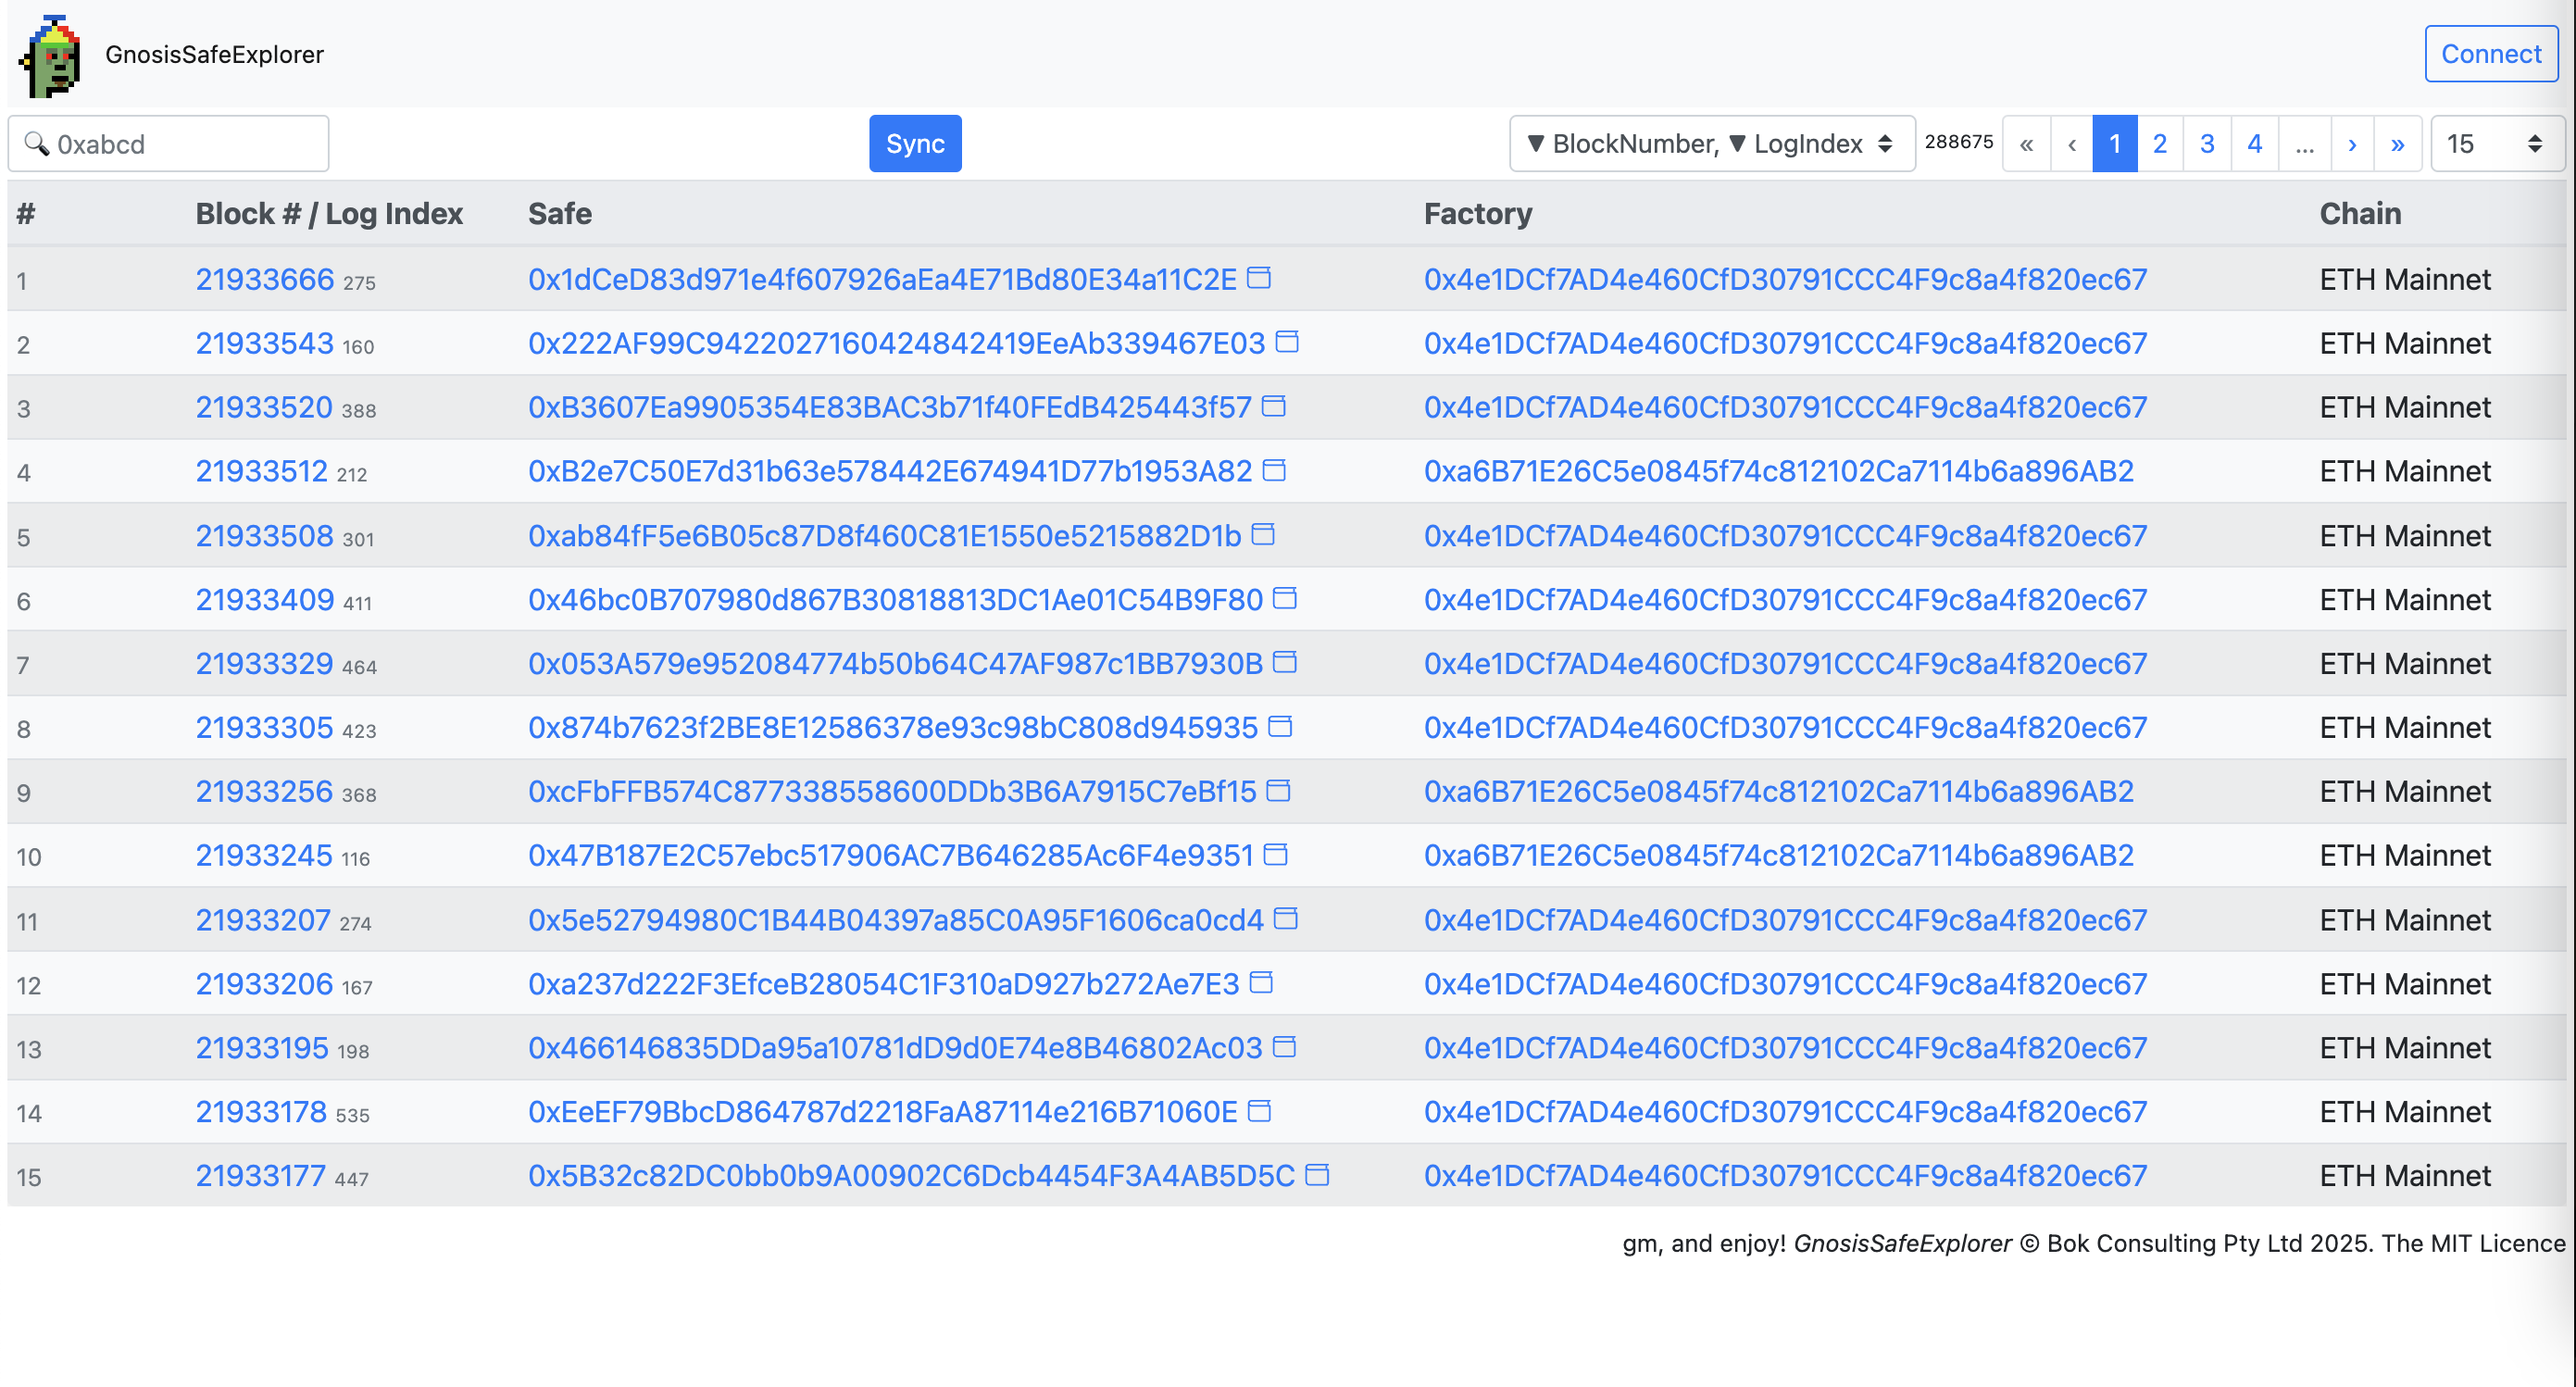 GnosisSafeExplorer Connect
0xabcd Sync ▼ BlockNumber, ▼ LogIndex 288675 « ‹ 1 2 3 4 ... › » 15
# Block # / Log Index Safe Factory Chain
1 21933666 275 0x1dCeD83d971e4f607926aEa4E71Bd80E34a11C2E 0x4e1DCf7AD4e460CfD30791CCC4F9c8a4f820ec67 ETH Mainnet
2 21933543 160 0x222AF99C9422027160424842419EeAb339467E03 0x4e1DCf7AD4e460CfD30791CCC4F9c8a4f820ec67 ETH Mainnet
3 21933520 388 0xB3607Ea9905354E83BAC3b71f40FEdB425443f57 0x4e1DCf7AD4e460CfD30791CCC4F9c8a4f820ec67 ETH Mainnet
4 21933512 212 0xB2e7C50E7d31b63e578442E674941D77b1953A82 0xa6B71E26C5e0845f74c812102Ca7114b6a896AB2 ETH Mainnet
5 21933508 301 0xab84fF5e6B05c87D8f460C81E1550e5215882D1b 0x4e1DCf7AD4e460CfD30791CCC4F9c8a4f820ec67 ETH Mainnet
6 21933409 411 0x46bc0B707980d867B30818813DC1Ae01C54B9F80 0x4e1DCf7AD4e460CfD30791CCC4F9c8a4f820ec67 ETH Mainnet
7 21933329 464 0x053A579e952084774b50b64C47AF987c1BB7930B 0x4e1DCf7AD4e460CfD30791CCC4F9c8a4f820ec67 ETH Mainnet
8 21933305 423 0x874b7623f2BE8E12586378e93c98bC808d945935 0x4e1DCf7AD4e460CfD30791CCC4F9c8a4f820ec67 ETH Mainnet
9 21933256 368 0xcFbFFB574C877338558600DDb3B6A7915C7eBf15 0xa6B71E26C5e0845f74c812102Ca7114b6a896AB2 ETH Mainnet
10 21933245 116 0x47B187E2C57ebc517906AC7B646285Ac6F4e9351 0xa6B71E26C5e0845f74c812102Ca7114b6a896AB2 ETH Mainnet
11 21933207 274 0x5e52794980C1B44B04397a85C0A95F1606ca0cd4 0x4e1DCf7AD4e460CfD30791CCC4F9c8a4f820ec67 ETH Mainnet
12 21933206 167 0xa237d222F3EfceB28054C1F310aD927b272Ae7E3 0x4e1DCf7AD4e460CfD30791CCC4F9c8a4f820ec67 ETH Mainnet
13 21933195 198 0x466146835DDa95a10781dD9d0E74e8B46802Ac03 0x4e1DCf7AD4e460CfD30791CCC4F9c8a4f820ec67 ETH Mainnet
14 21933178 535 0xEeEF79BbcD864787d2218FaA87114e216B71060E 0x4e1DCf7AD4e460CfD30791CCC4F9c8a4f820ec67 ETH Mainnet
15 21933177 447 0x5B32c82DC0bb0b9A00902C6Dcb4454F3A4AB5D5C 0x4e1DCf7AD4e460CfD30791CCC4F9c8a4f820ec67 ETH Mainnet
gm, and enjoy! GnosisSafeExplorer © Bok Consulting Pty Ltd 2025. The MIT Licence